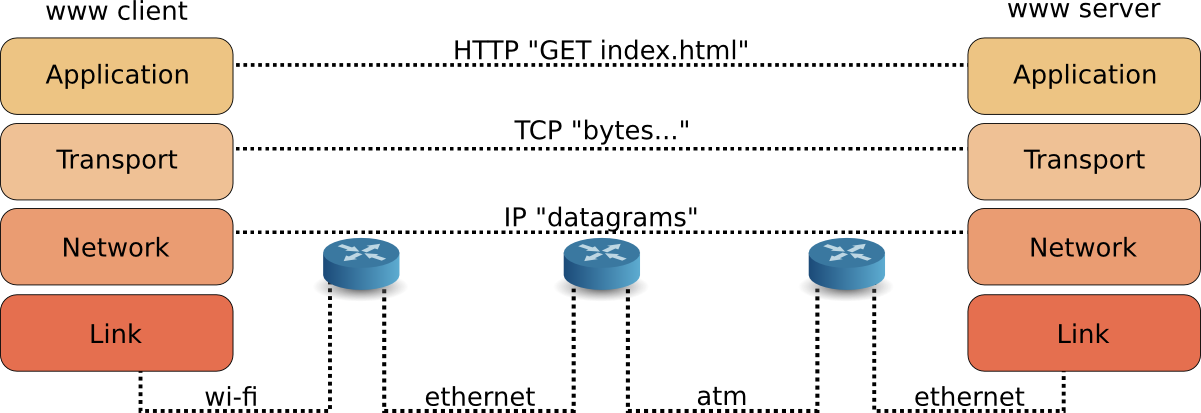 www client
www server
Application
HTTP "GET index.html"
Application
Transport
TCP "bytes..."
Transport
Network
IP "datagrams"
Network
Link
Link
wi-fi
ethernet
atm
ethernet